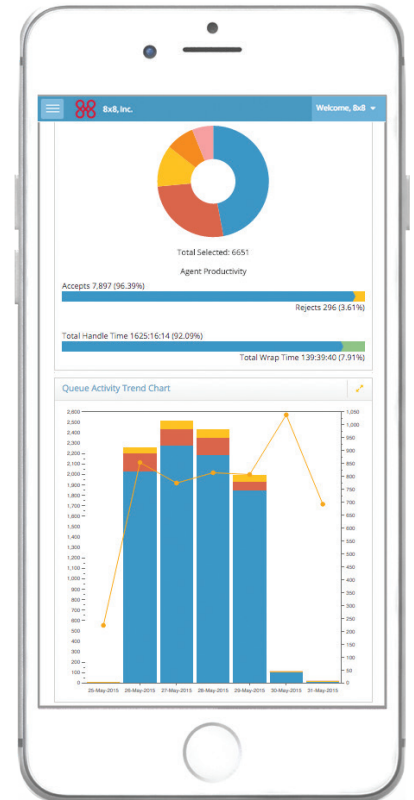 8x8, Inc.
Welcome, 8x8
Total Selected: 6651
Agent Productivity
Accepts 7,897 (96.39%)
Rejects 296 (3.61%)
Total Handle Time 1625:16:14 (92.09%)
Total Wrap Time 139:39:40 (7.91%)
Queue Activity Trend Chart
2,600 1,050
2,500 1,000
2,400 950
2,300 900
2,200 850
2,100 800
2,000 750
1,900 700
1,800 650
1,700 600
1,600 550
1,500 500
1,400 450
1,300 400
1,200 350
1,100 300
1,000 250
900 200
800 150
700 100
600 50
500 0
400
300
200
100
0
25-May-2015 26-May-2015 27-May-2015 28-May-2015 29-May-2015 30-May-2015 31-May-2015